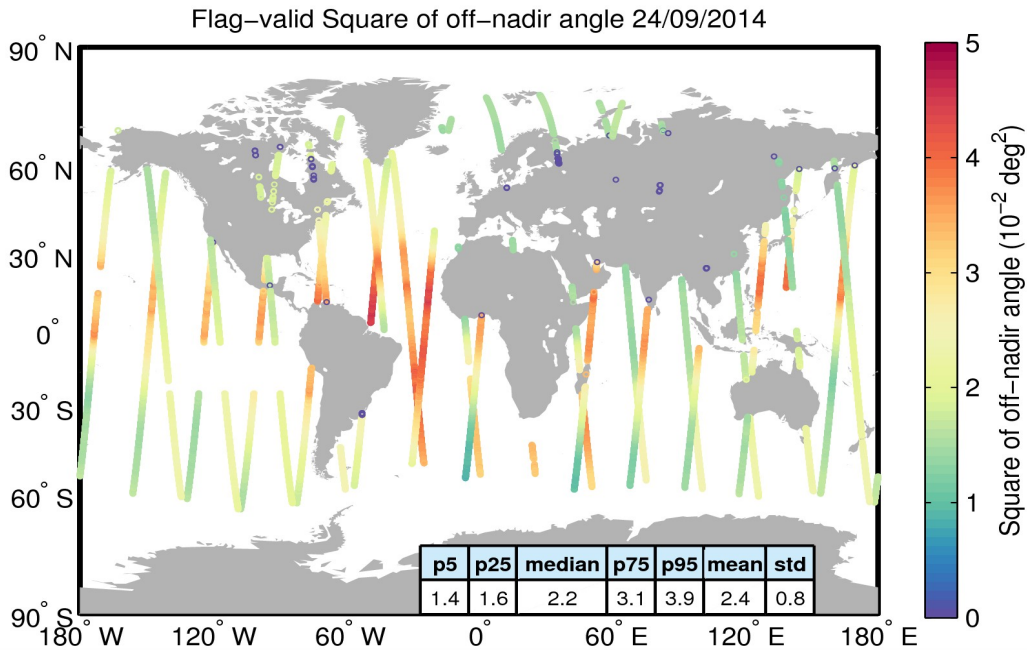 Flag−valid Square of off−nadir angle 24/09/2014
90° N
60° N
30° N
0°
30° S
60° S
90° S
180° W
120° W
60° W
0°
60° E
120° E
180° E
p5 p25 median p75 p95 mean std
1.4 1.6 2.2 3.1 3.9 2.4 0.8
5
4
3
2
1
0
Square of off−nadir angle (10⁻² deg²)